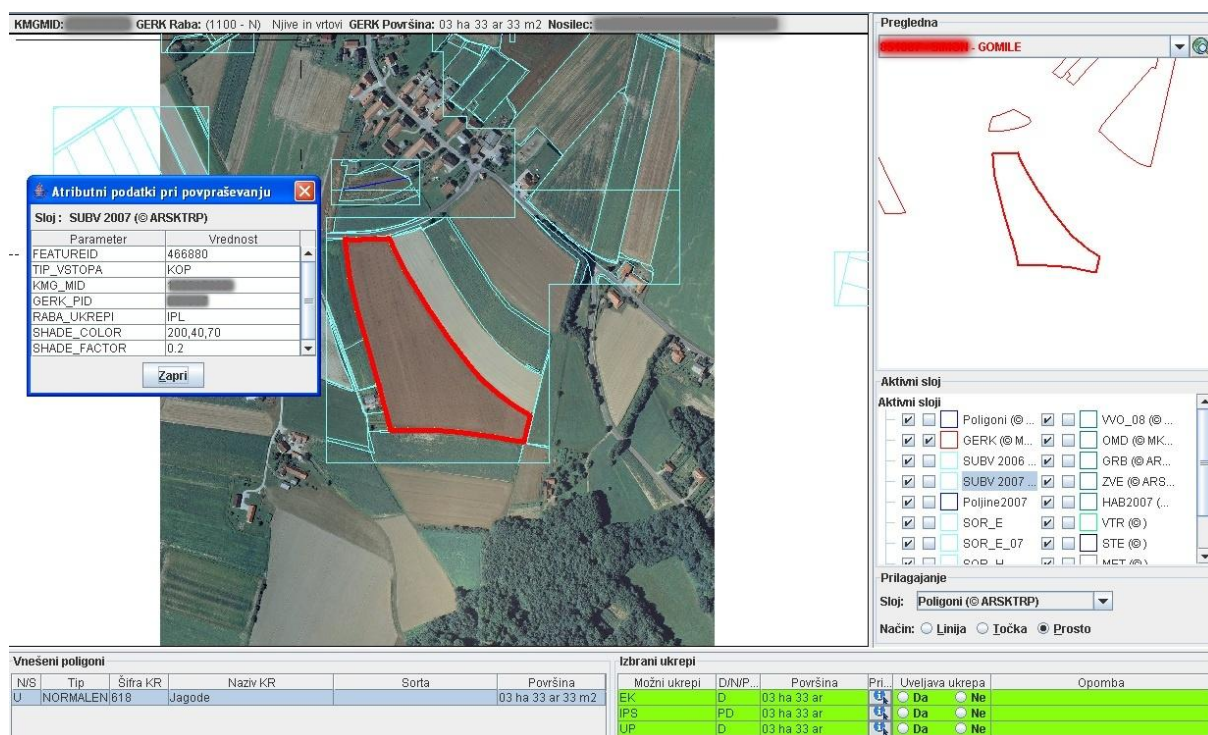 KMGMID: GERK Raba: (1100 - N) Njive in vrtovi GERK Površina: 03 ha 33 ar 33 m2 Nosilec:
Pregledna
- GOMILE
Atributni podatki pri povpraševanju
Sloj: SUBV 2007 (© ARSKTRP)
Parameter Vrednost
FEATUREID 466880
TIP_VSTOPA KOP
KMG_MID
GERK_PID
RABA_UKREPI IPL
SHADE_COLOR 200,40,70
SHADE_FACTOR 0.2
Zapri
Aktivni sloj
Aktivni sloji
Poligoni (© ... VVO_08 (© ...
GERK (© M... OMD (© MK...
SUBV 2006 ... GRB (© AR...
SUBV 2007 ... ZVE (© ARS...
Poljine2007 HAB2007 (...
SOR_E VTR (©)
SOR_E_07 STE (©)
SOR_H MET (©)
Prilagajanje
Sloj: Poligoni (© ARSKTRP)
Način: Linija Točka Prosto
Vnešeni poligoni
N/S Tip Šifra KR Naziv KR Sorta Površina
U NORMALEN 618 Jagode 03 ha 33 ar 33 m2
Izbrani ukrepi
Možni ukrepi D/N/P... Površina Pri... Uveljava ukrepa Opomba
EK D 03 ha 33 ar Da Ne
IPS PD 03 ha 33 ar Da Ne
UP D 03 ha 33 ar Da Ne